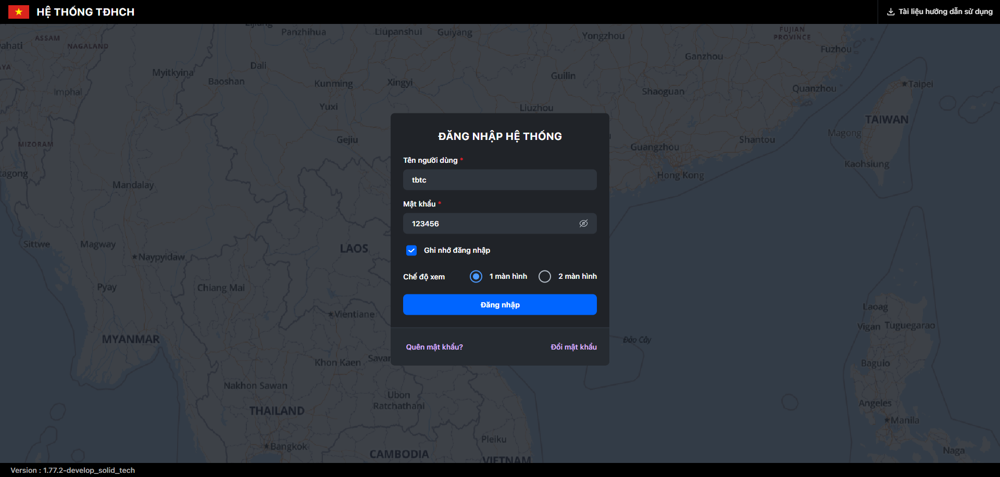 HỆ THỐNG TĐHCH
Tài liệu hướng dẫn sử dụng
ASSAM
NAGALAND
Panzhihua
Liupanshui
Guiyang
Yongzhou
FUJIAN
PROVINCE
Fuzhou
Ganzhou
Myitkyina
Dali
Baoshan
Kunming
Xingyi
Guilin
Shaoguan
Quanzhou
Taipei
Imphal
Yuxi
Liuzhou
TAIWAN
MIZORAM
Gejiu
Magong
Guangzhou
Shantou
Kaohsiung
Hong Kong
Mandalay
ĐĂNG NHẬP HỆ THỐNG
Tên người dùng *
tbtc
Mật khẩu *
123456
Ghi nhớ đăng nhập
Chế độ xem
1 màn hình
2 màn hình
Đăng nhập
Quên mật khẩu?
Đổi mật khẩu
Sittwe
Magway
Naypyidaw
LAOS
Pyay
Chiang Mai
Vientiane
MYANMAR
Khon Kaen
Đảo Cây
Laoag
Vigan
Tuguegarao
Baguio
Nakhon Sawan
THAILAND
Ubon
Ratchathani
Angeles
Manila
Bangkok
CAMBODIA
Pleiku
VIETNAM
Naga
Version : 1.77.2-develop_solid_tech